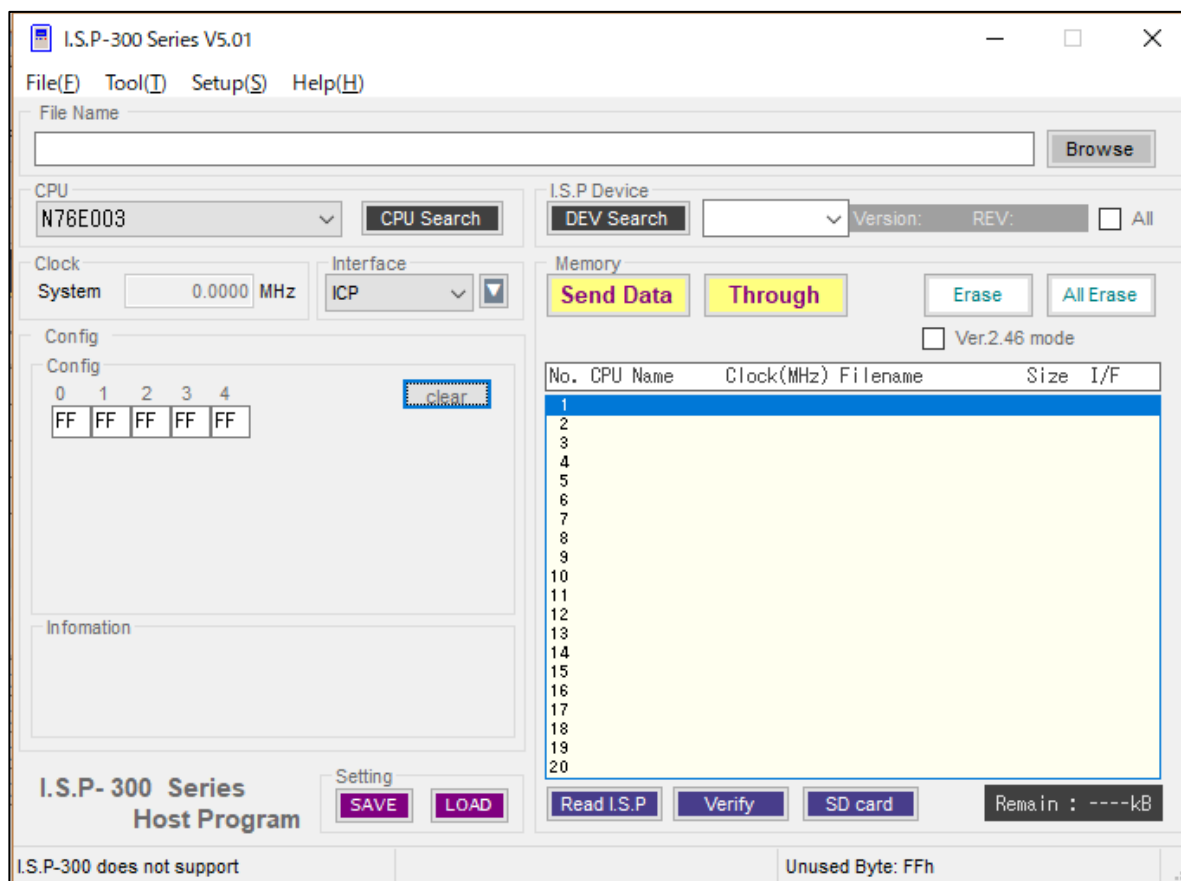 I.S.P-300 Series V5.01
File(F) Tool(T) Setup(S) Help(H)
File Name
Browse
CPU
N76E003
CPU Search
I.S.P Device
DEV Search
Version: REV:
All
Clock
System 0.0000 MHz
Interface
ICP
Memory
Send Data
Through
Erase
All Erase
Ver.2.46 mode
Config
Config
0 1 2 3 4
FF FF FF FF FF
clear
No. CPU Name Clock(MHz) Filename Size I/F
1
2
3
4
5
6
7
8
9
10
11
12
13
14
15
16
17
18
19
20
Infomation
I.S.P- 300 Series
Host Program
Setting
SAVE
LOAD
Read I.S.P
Verify
SD card
Remain : ----kB
I.S.P-300 does not support
Unused Byte: FFh